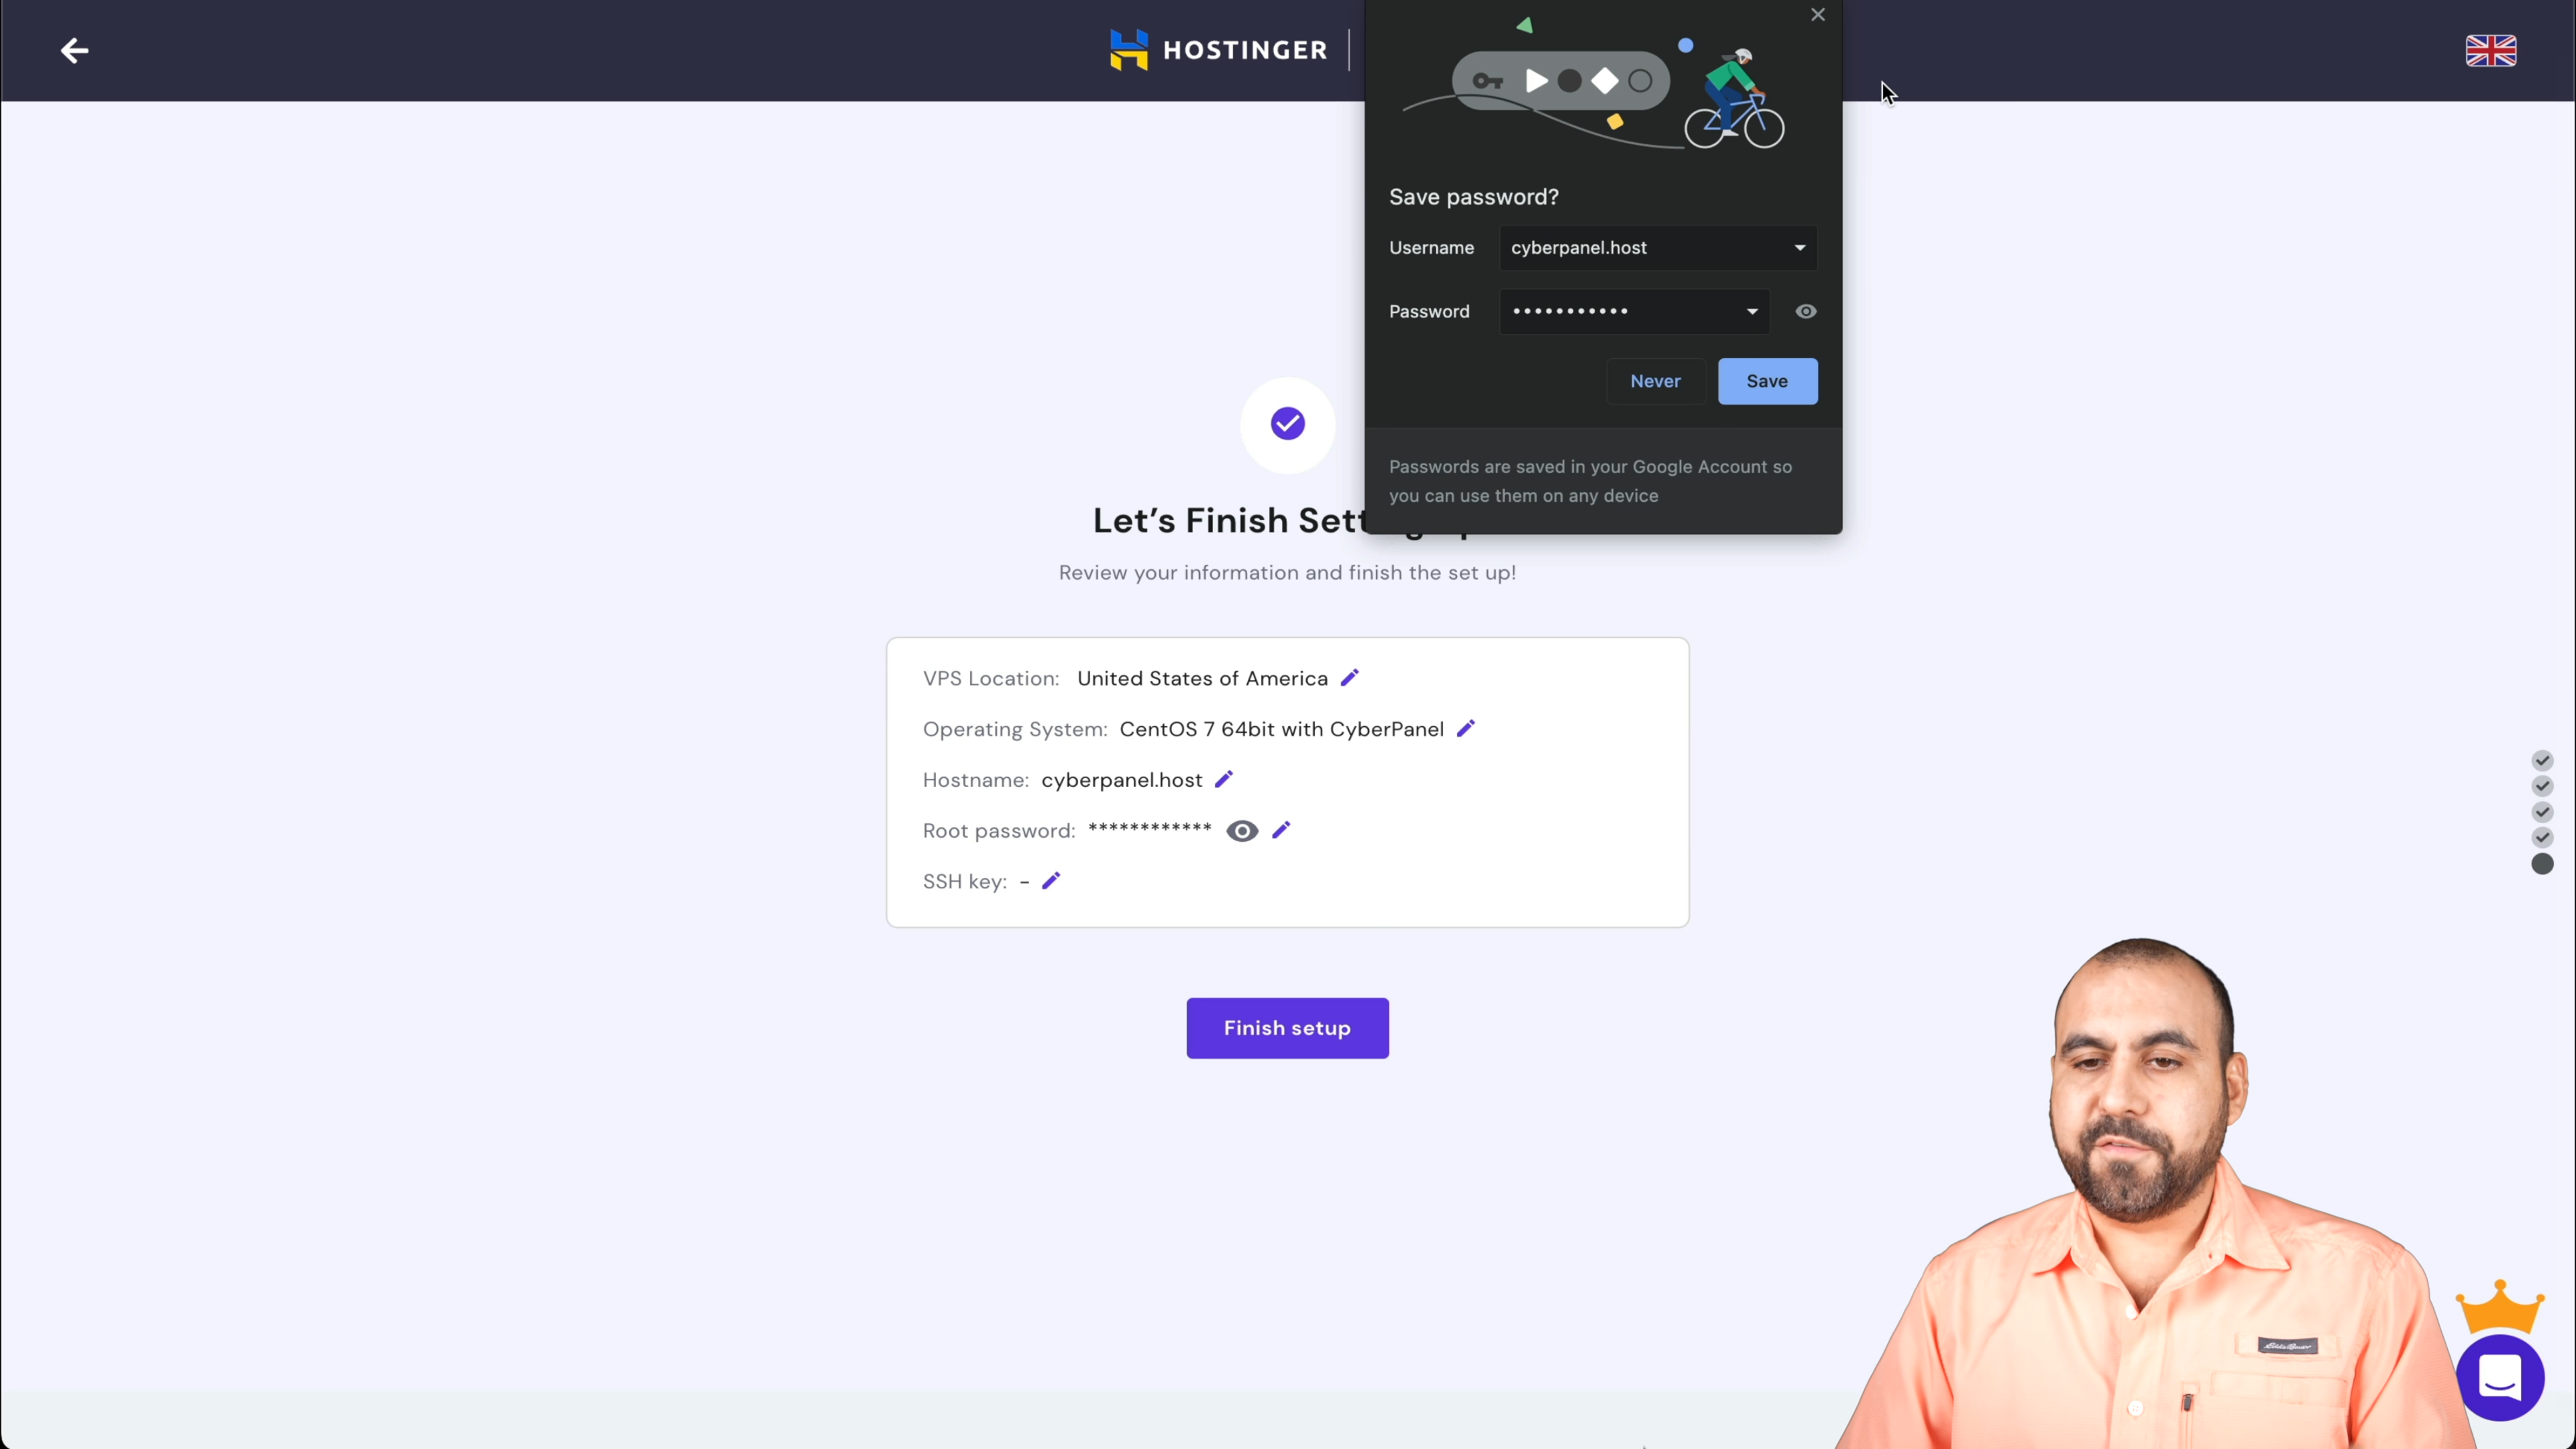 HOSTINGER
Save password?
Username cyberpanel.host
Password •••••••••••
Never Save
Passwords are saved in your Google Account so
you can use them on any device
Let's Finish Sett
Review your information and finish the set up!
VPS Location: United States of America
Operating System: CentOS 7 64bit with CyberPanel
Hostname: cyberpanel.host
Root password: ************
SSH key: -
Finish setup
Eddie Bauer